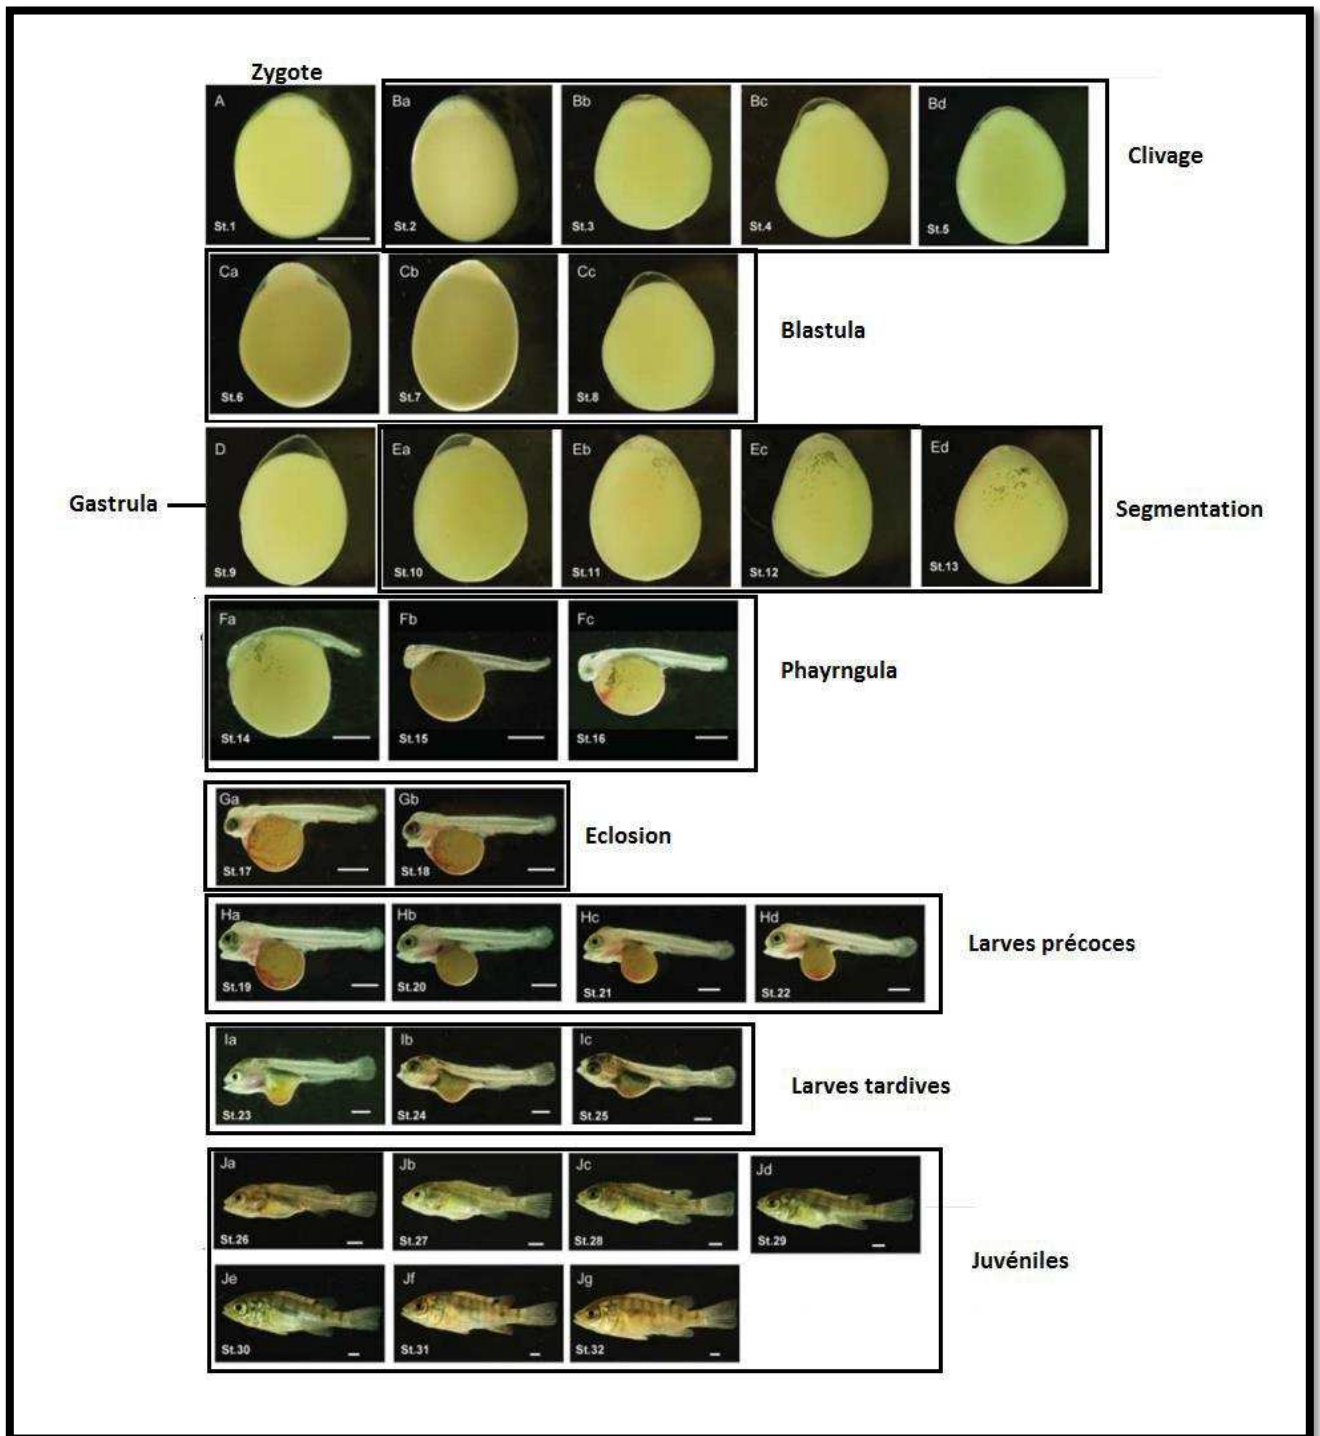 Zygote
A
Ba
Bb
Bc
Bd
Clivage
St.1
St.2
St.3
St.4
St.5
Ca
Cb
Cc
Blastula
St.6
St.7
St.8
D
Ea
Eb
Ec
Ed
Gastrula
Segmentation
St.9
St.10
St.11
St.12
St.13
Fa
Fb
Fc
Phayrngula
St.14
St.15
St.16
Ga
Gb
Eclosion
St.17
St.18
Ha
Hb
Hc
Hd
Larves précoces
St.19
St.20
St.21
St.22
Ia
Ib
Ic
Larves tardives
St.23
St.24
St.25
Ja
Jb
Jc
Jd
St.26
St.27
St.28
St.29
Juvéniles
Je
Jf
Jg
St.30
St.31
St.32